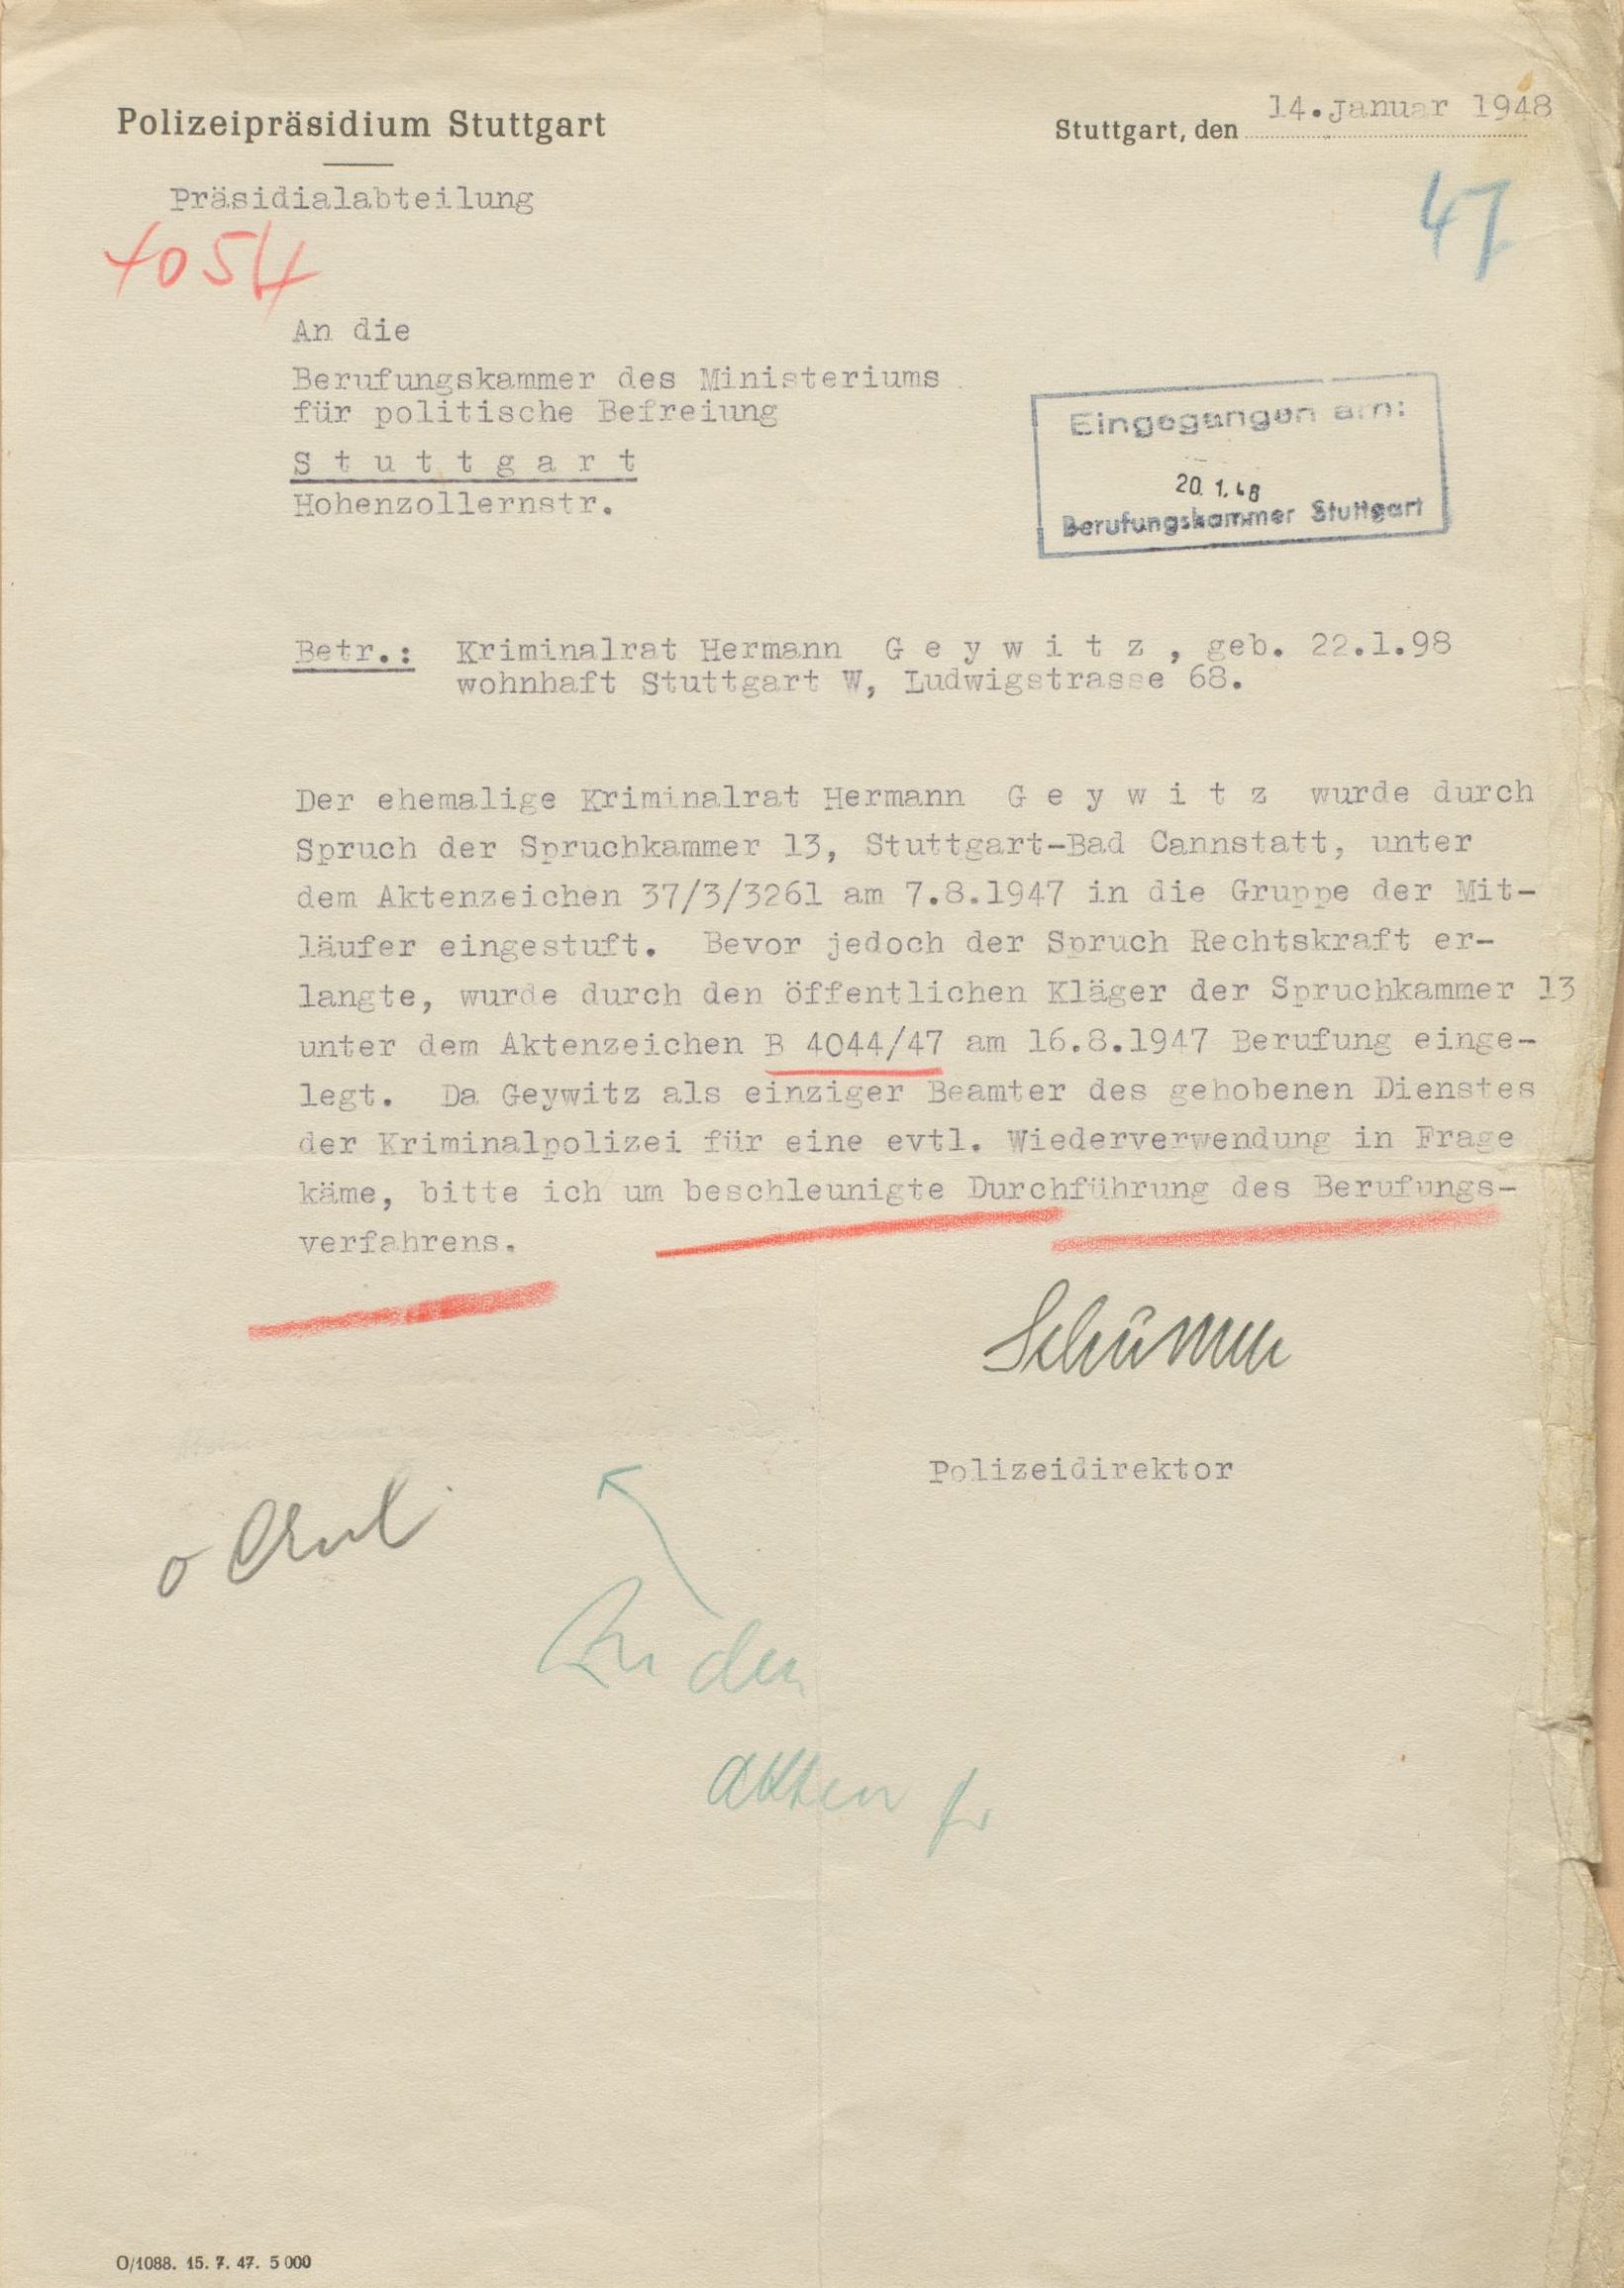 Polizeipräsidium Stuttgart
Stuttgart, den 14.Januar 1948
Präsidialabteilung
47
An die
Berufungskammer des Ministeriums
für politische Befreiung
S t u t t g a r t
Hohenzollernstr.
Eingegangen am:
20. 1. 48
Berufungskammer Stuttgart
Betr.: Kriminalrat Hermann G e y w i t z , geb. 22.1.98
wohnhaft Stuttgart W, Ludwigstrasse 68.
Der ehemalige Kriminalrat Hermann G e y w i t z wurde durch
Spruch der Spruchkammer 13, Stuttgart-Bad Cannstatt, unter
dem Aktenzeichen 37/3/3261 am 7.8.1947 in die Gruppe der Mit-
läufer eingestuft. Bevor jedoch der Spruch Rechtskraft er-
langte, wurde durch den öffentlichen Kläger der Spruchkammer 13
unter dem Aktenzeichen B 4044/47 am 16.8.1947 Berufung einge-
legt. Da Geywitz als einziger Beamter des gehobenen Dienstes
der Kriminalpolizei für eine evtl. Wiederverwendung in Frage
käme, bitte ich um beschleunigte Durchführung des Berufungs-
verfahrens.
Polizeidirektor
Zu den
Akten
O/1088. 15. 7. 47. 5 000